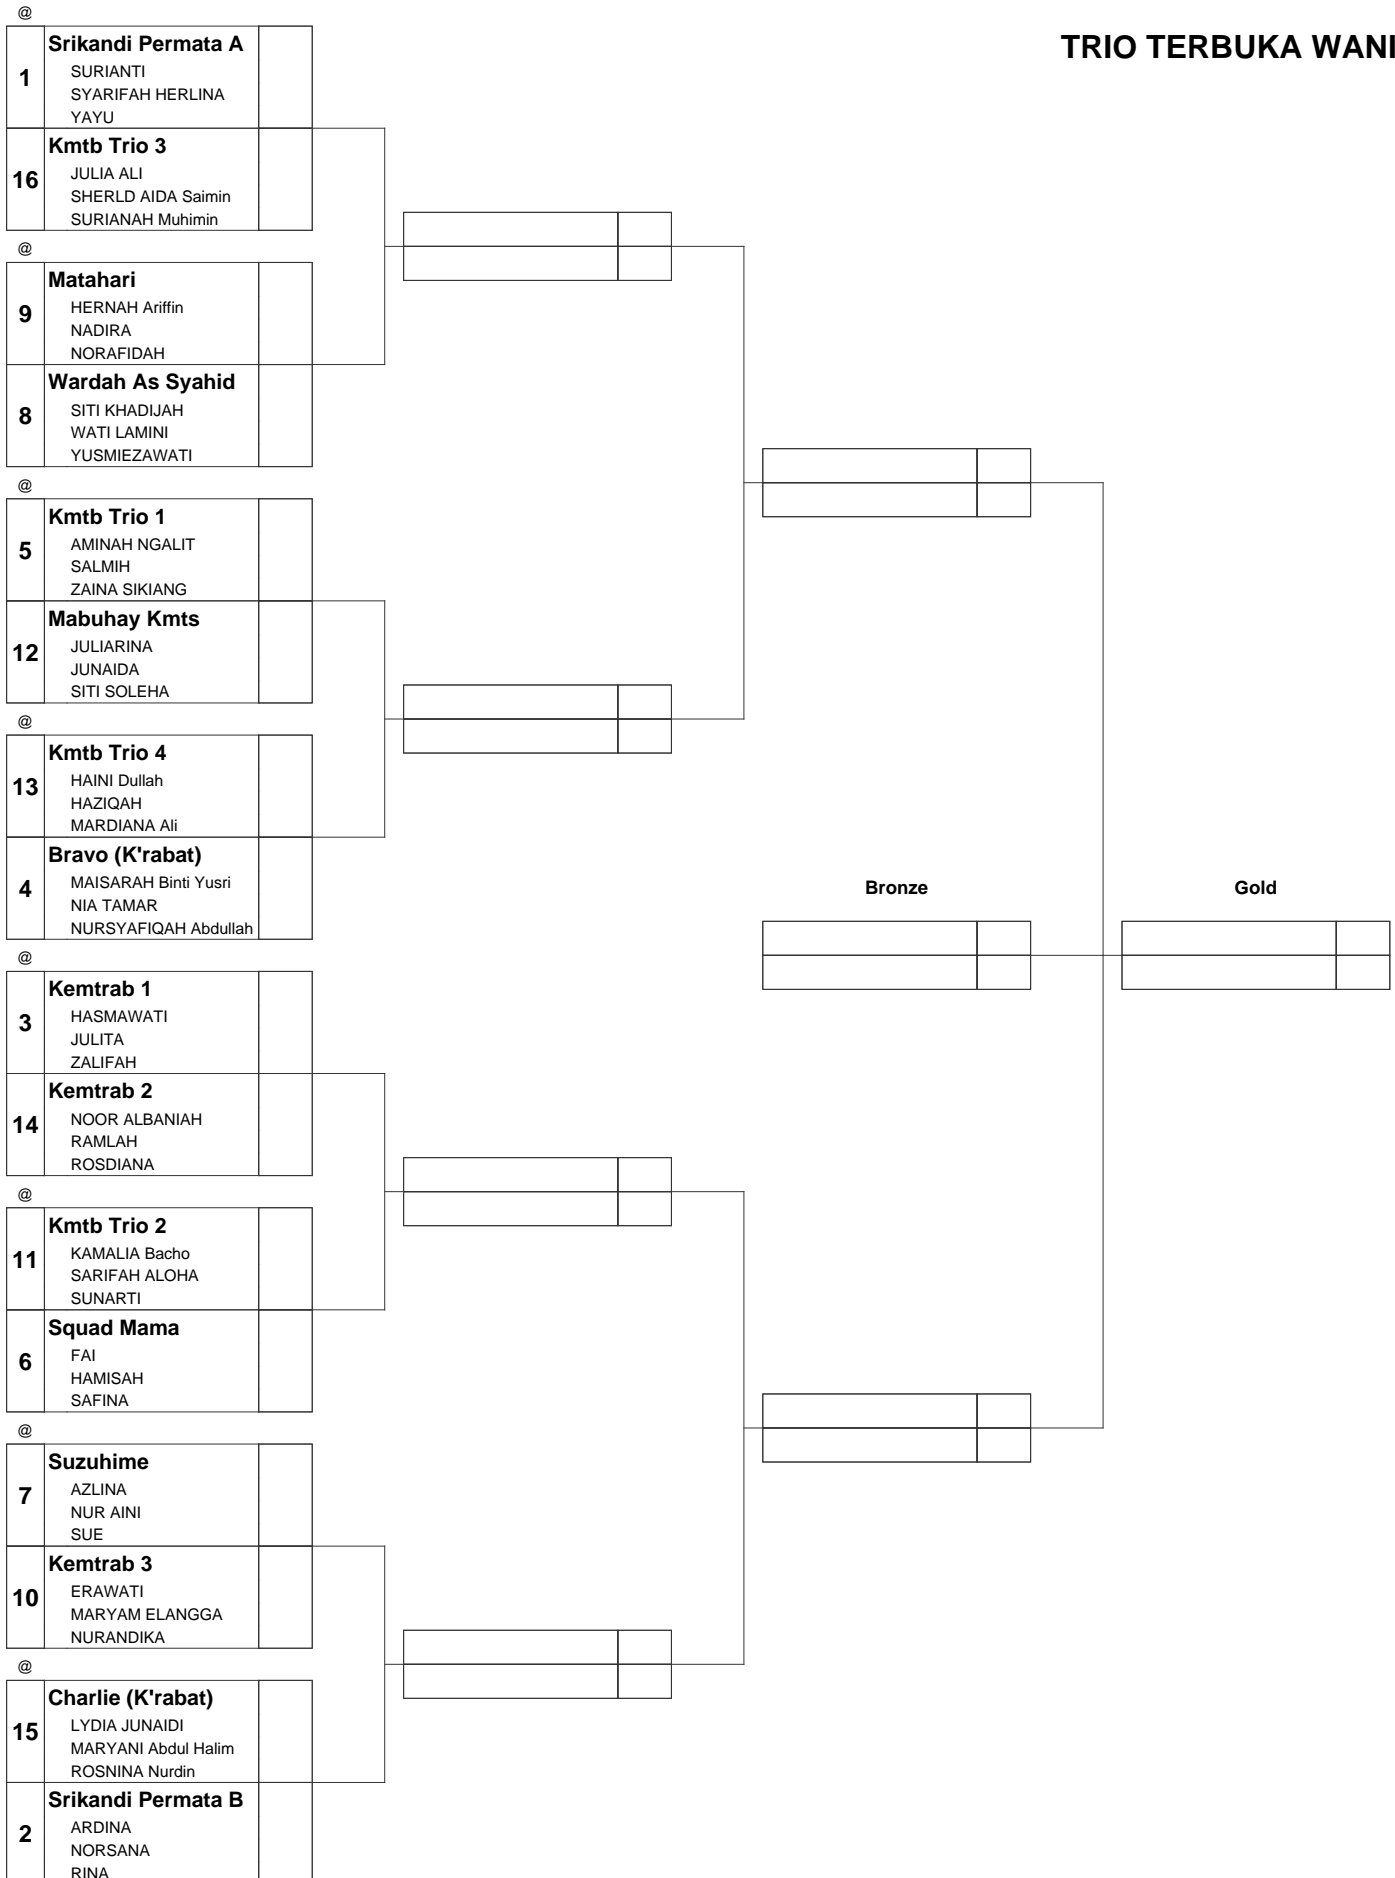 @
TRIO TERBUKA WANI
1
Srikandi Permata A
SURIANTI
SYARIFAH HERLINA
YAYU
16
Kmtb Trio 3
JULIA ALI
SHERLD AIDA Saimin
SURIANAH Muhimin
@
9
Matahari
HERNAH Ariffin
NADIRA
NORAFIDAH
8
Wardah As Syahid
SITI KHADIJAH
WATI LAMINI
YUSMIEZAWATI
@
5
Kmtb Trio 1
AMINAH NGALIT
SALMIH
ZAINA SIKIANG
12
Mabuhay Kmts
JULIARINA
JUNAIDA
SITI SOLEHA
@
13
Kmtb Trio 4
HAINI Dullah
HAZIQAH
MARDIANA Ali
4
Bravo (K'rabat)
MAISARAH Binti Yusri
NIA TAMAR
NURSYAFIQAH Abdullah
Bronze
Gold
@
3
Kemtrab 1
HASMAWATI
JULITA
ZALIFAH
14
Kemtrab 2
NOOR ALBANIAH
RAMLAH
ROSDIANA
@
11
Kmtb Trio 2
KAMALIA Bacho
SARIFAH ALOHA
SUNARTI
6
Squad Mama
FAI
HAMISAH
SAFINA
@
7
Suzuhime
AZLINA
NUR AINI
SUE
10
Kemtrab 3
ERAWATI
MARYAM ELANGGA
NURANDIKA
@
15
Charlie (K'rabat)
LYDIA JUNAIDI
MARYANI Abdul Halim
ROSNINA Nurdin
2
Srikandi Permata B
ARDINA
NORSANA
RINA